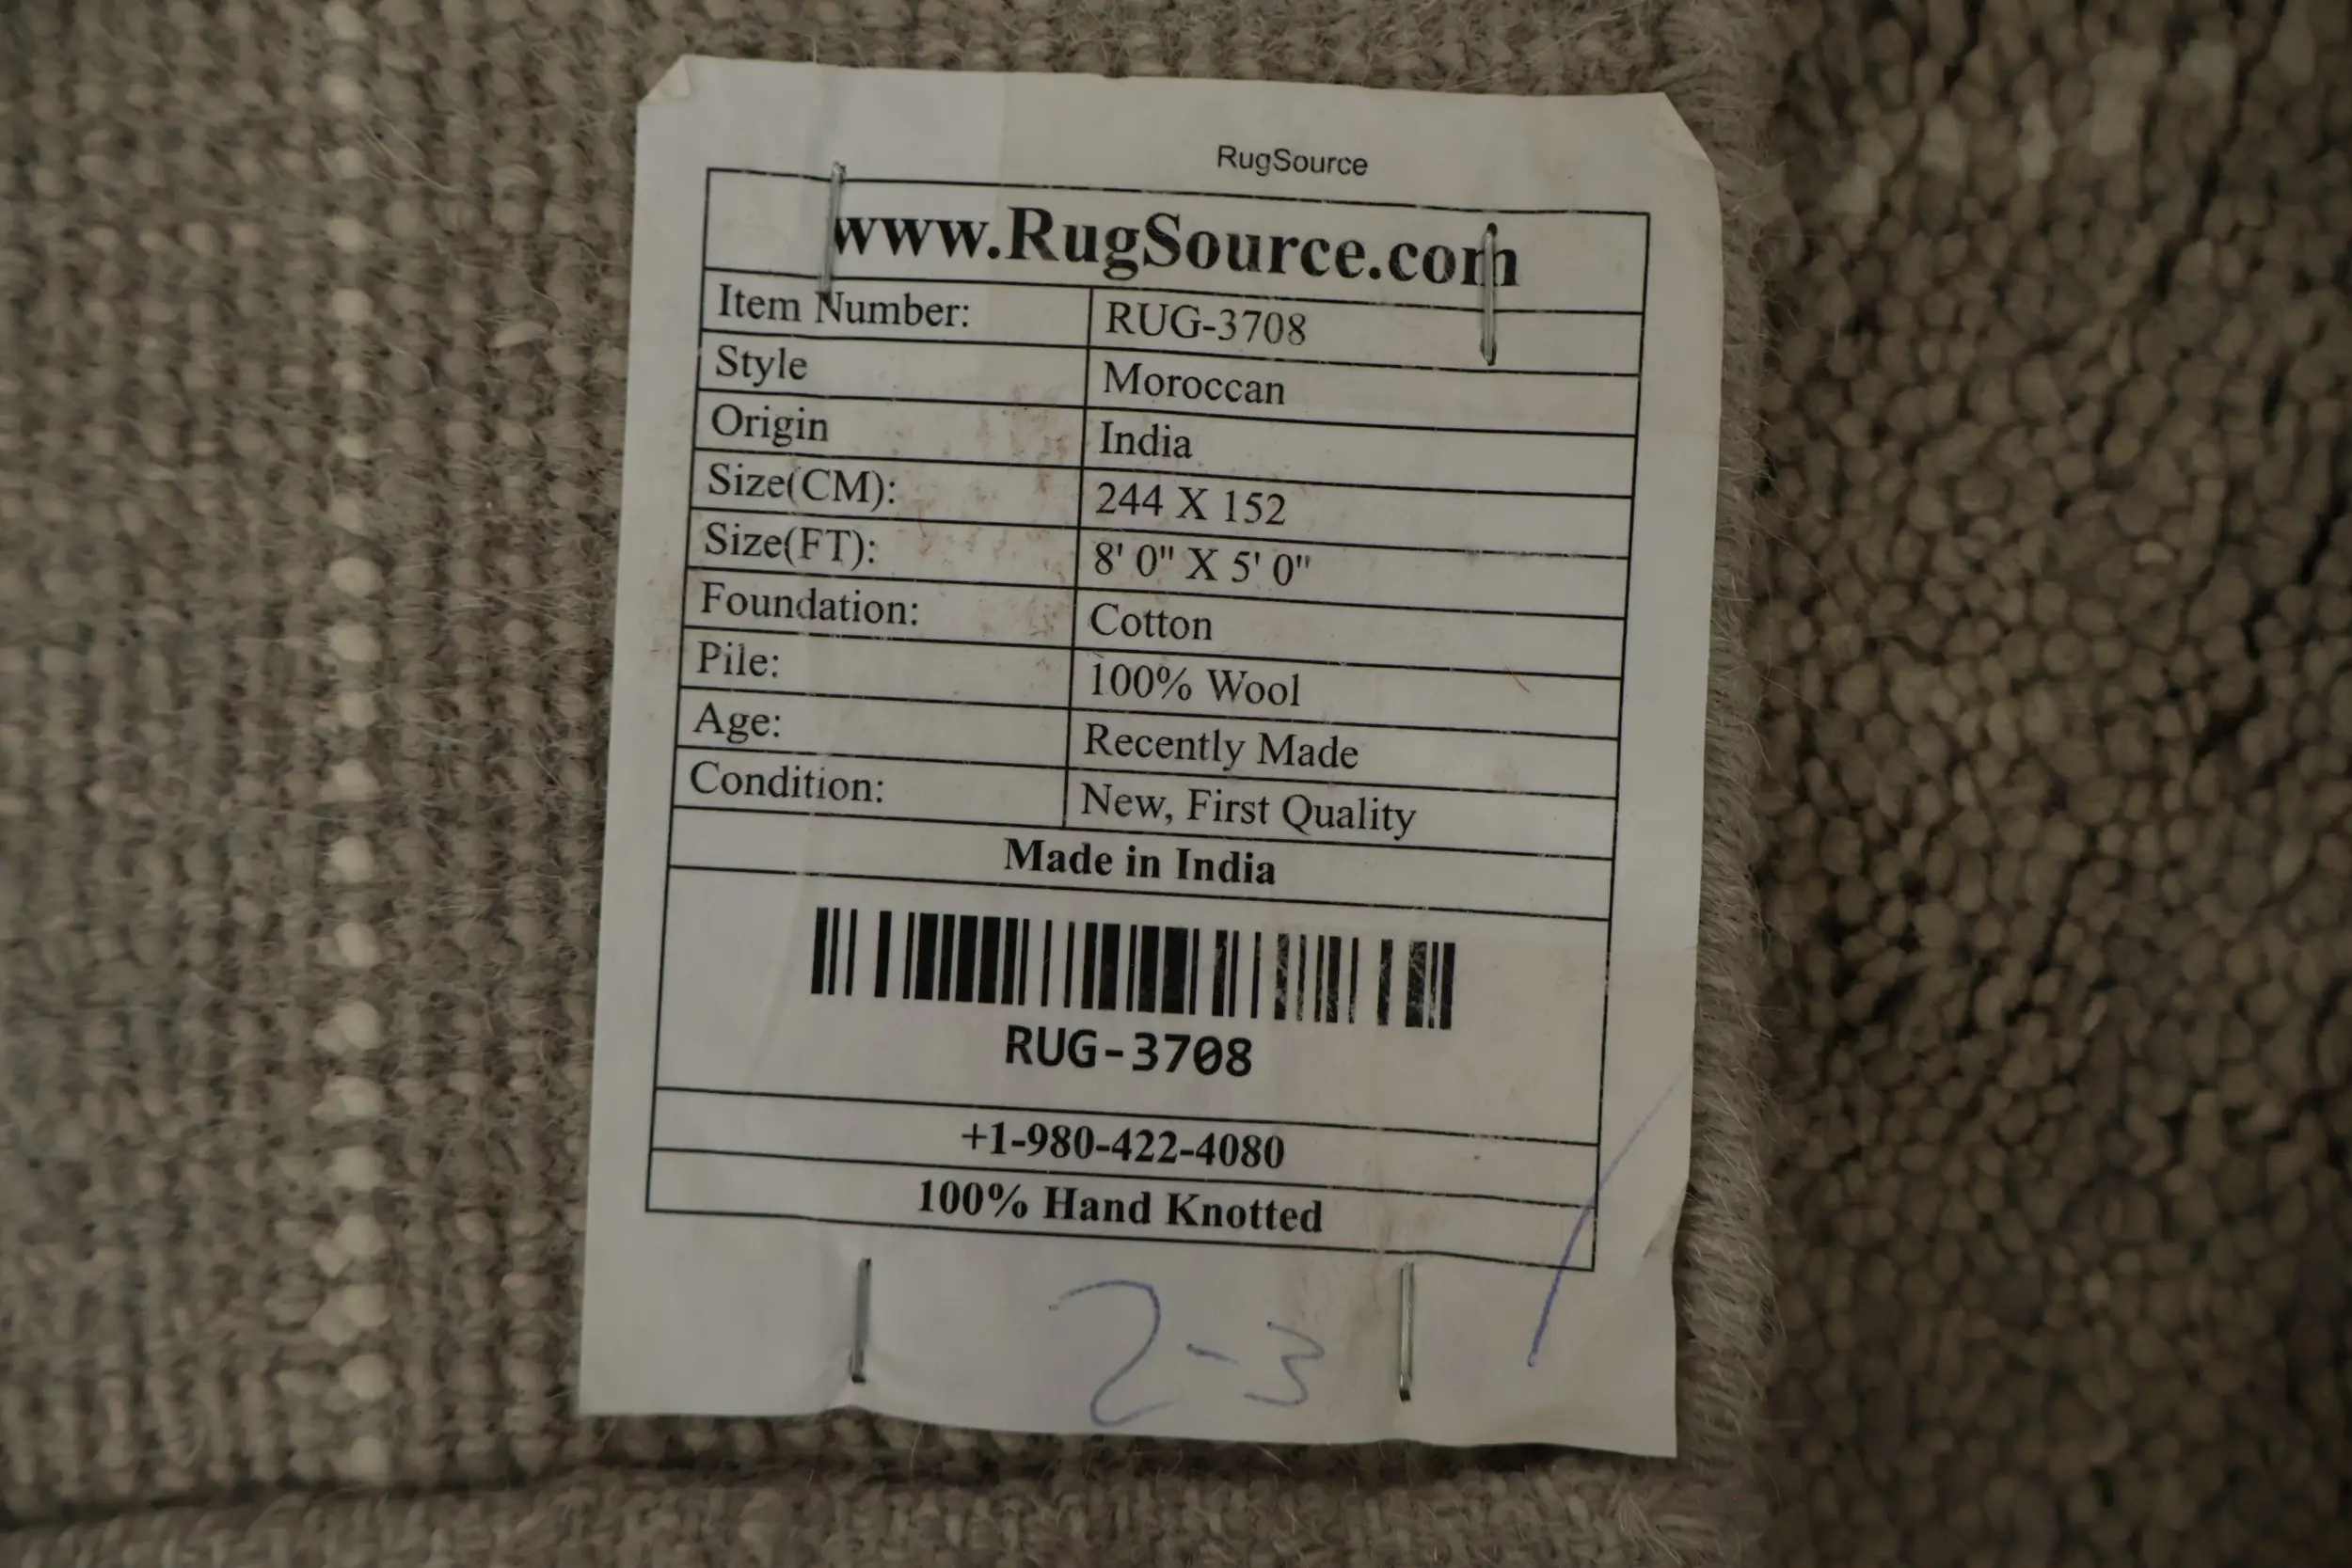 RugSource
www.RugSource.com
Item Number: RUG-3708
Style Moroccan
Origin India
Size(CM): 244 X 152
Size(FT): 8' 0" X 5' 0"
Foundation: Cotton
Pile: 100% Wool
Age: Recently Made
Condition: New, First Quality
Made in India
RUG-3708
+1-980-422-4080
100% Hand Knotted
2-3